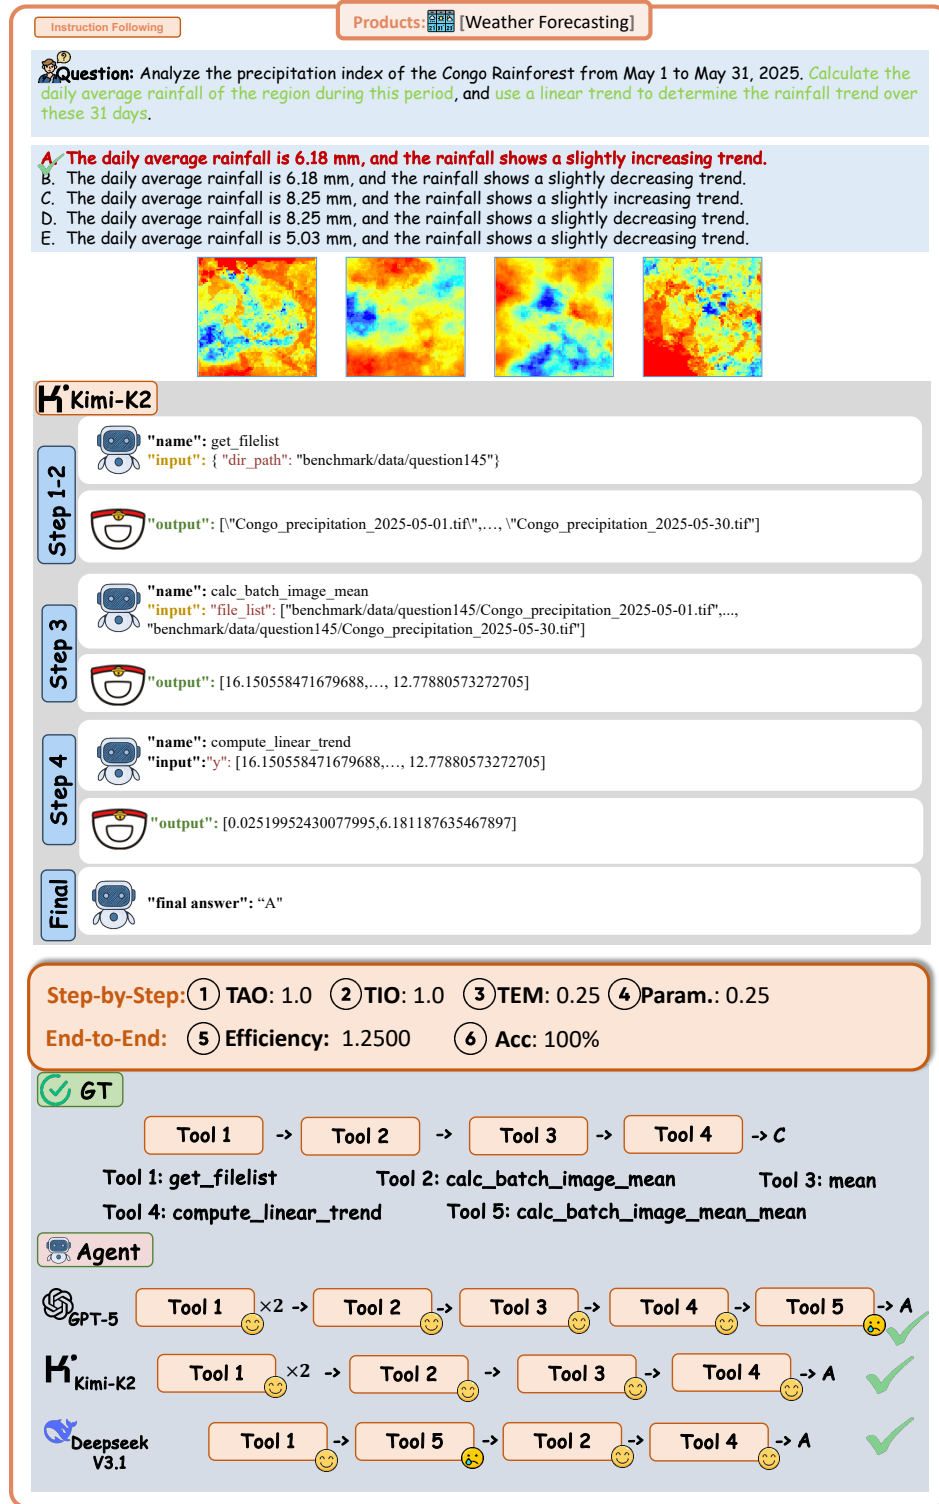 Instruction Following
Products: [Weather Forecasting]
Question: Analyze the precipitation index of the Congo Rainforest from May 1 to May 31, 2025. Calculate the
daily average rainfall of the region during this period, and use a linear trend to determine the rainfall trend over
these 31 days.
A. The daily average rainfall is 6.18 mm, and the rainfall shows a slightly increasing trend.
B. The daily average rainfall is 6.18 mm, and the rainfall shows a slightly decreasing trend.
C. The daily average rainfall is 8.25 mm, and the rainfall shows a slightly increasing trend.
D. The daily average rainfall is 8.25 mm, and the rainfall shows a slightly decreasing trend.
E. The daily average rainfall is 5.03 mm, and the rainfall shows a slightly decreasing trend.
Kimi-K2
Step 1-2
"name": get_filelist
"input": { "dir_path": "benchmark/data/question145"}
"output": [\"Congo_precipitation_2025-05-01.tif\",…, \"Congo_precipitation_2025-05-30.tif"]
Step 3
"name": calc_batch_image_mean
"input": "file_list": ["benchmark/data/question145/Congo_precipitation_2025-05-01.tif",...,
"benchmark/data/question145/Congo_precipitation_2025-05-30.tif"]
"output": [16.150558471679688,…, 12.77880573272705]
Step 4
"name": compute_linear_trend
"input":"y": [16.150558471679688,…, 12.77880573272705]
"output": [0.02519952430077995,6.181187635467897]
Final
"final answer": “A"
Step-by-Step: 1 TAO: 1.0 2 TIO: 1.0 3 TEM: 0.25 4 Param.: 0.25
End-to-End: 5 Efficiency: 1.2500 6 Acc: 100%
GT
Tool 1 -> Tool 2 -> Tool 3 -> Tool 4 -> C
Tool 1: get_filelist Tool 2: calc_batch_image_mean Tool 3: mean
Tool 4: compute_linear_trend Tool 5: calc_batch_image_mean_mean
Agent
GPT-5 Tool 1 ×2 -> Tool 2 -> Tool 3 -> Tool 4 -> Tool 5 -> A
Kimi-K2 Tool 1 ×2 -> Tool 2 -> Tool 3 -> Tool 4 -> A
Deepseek V3.1 Tool 1 -> Tool 5 -> Tool 2 -> Tool 4 -> A